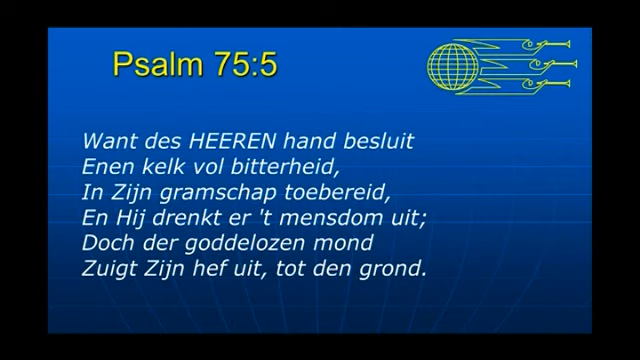 Psalm 75:5
Want des HEEREN hand besluit
Enen kelk vol bitterheid,
In Zijn gramschap toebereid,
En Hij drenkt er 't mensdom uit;
Doch der goddelozen mond
Zuigt Zijn hef uit, tot den grond.